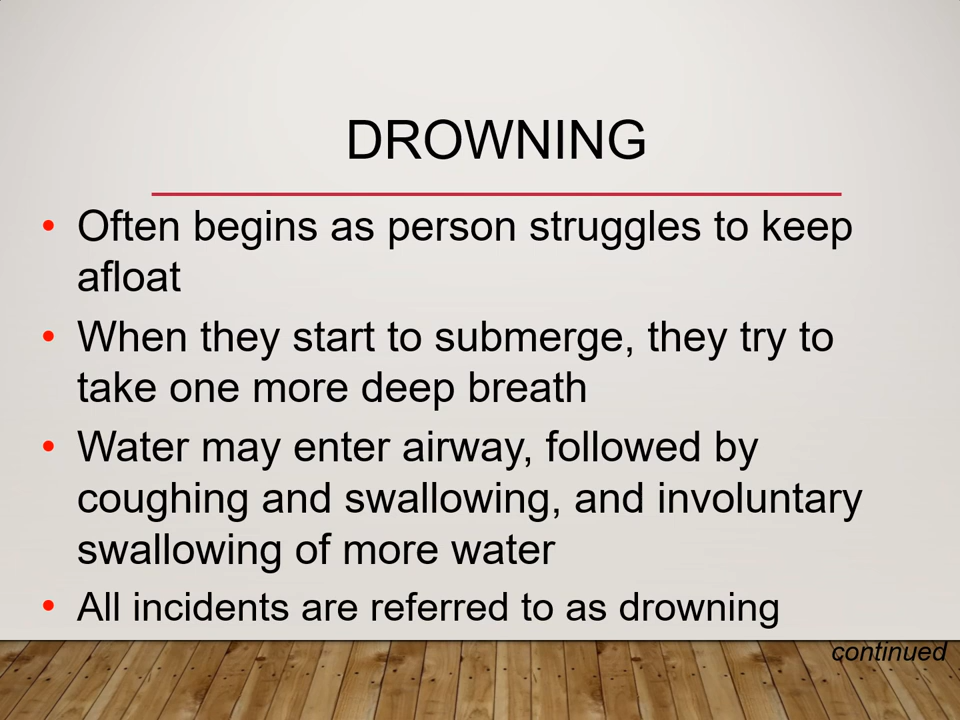 DROWNING
• Often begins as person struggles to keep
afloat
• When they start to submerge, they try to
take one more deep breath
• Water may enter airway, followed by
coughing and swallowing, and involuntary
swallowing of more water
• All incidents are referred to as drowning
continued